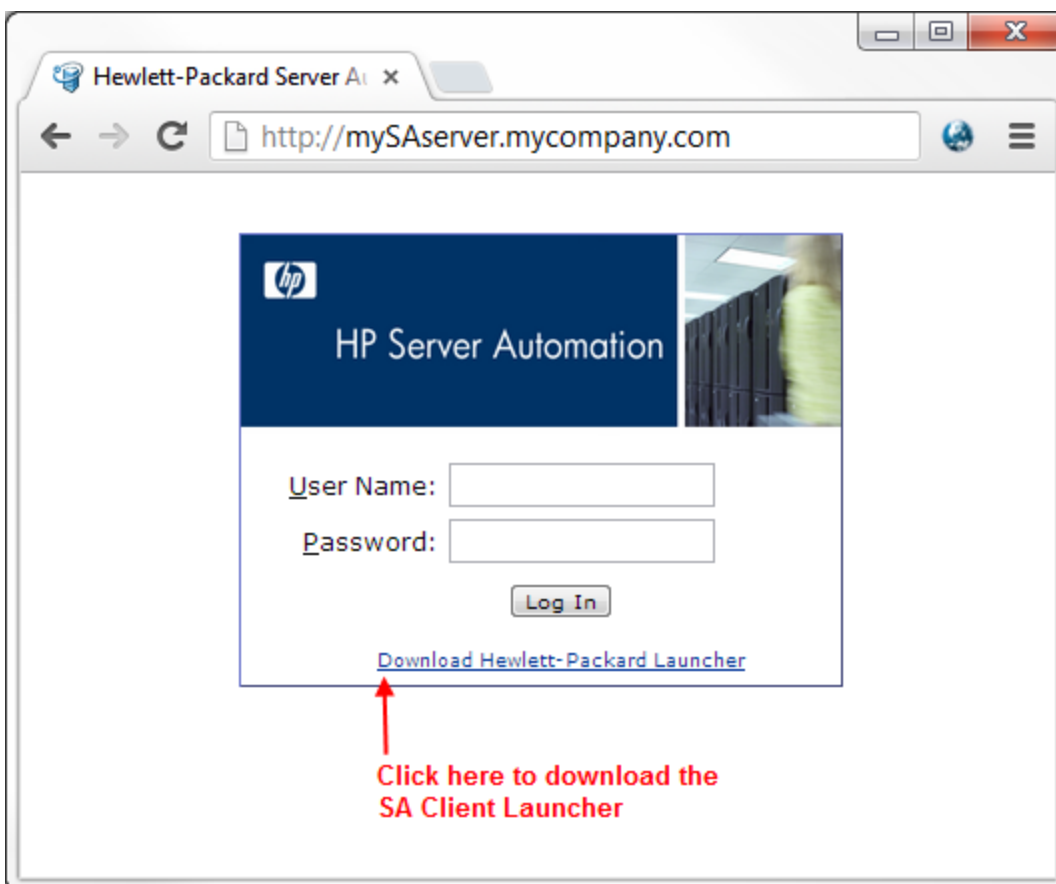 Hewlett-Packard Server Au
http://mySAserver.mycompany.com
hp
HP Server Automation
User Name:
Password:
Log In
Download Hewlett-Packard Launcher
Click here to download the
SA Client Launcher